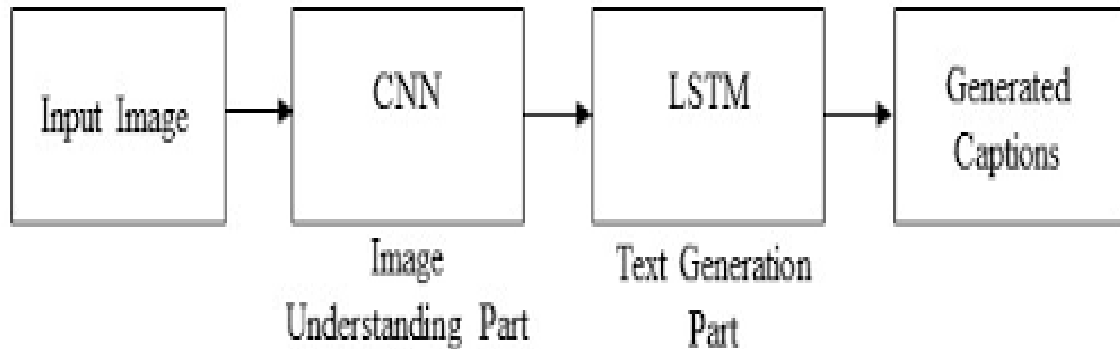 Input Image
CNN
LSTM
Generated
Captions
Image
Understanding Part
Text Generation
Part